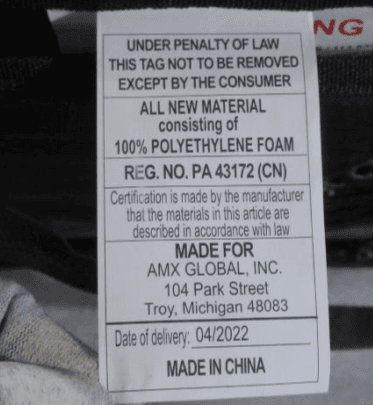 NG
UNDER PENALTY OF LAW
THIS TAG NOT TO BE REMOVED
EXCEPT BY THE CONSUMER
ALL NEW MATERIAL
consisting of
100% POLYETHYLENE FOAM
REG. NO. PA 43172 (CN)
Certification is made by the manufacturer
that the materials in this article are
described in accordance with law
MADE FOR
AMX GLOBAL, INC.
104 Park Street
Troy, Michigan 48083
Date of delivery: 04/2022
MADE IN CHINA